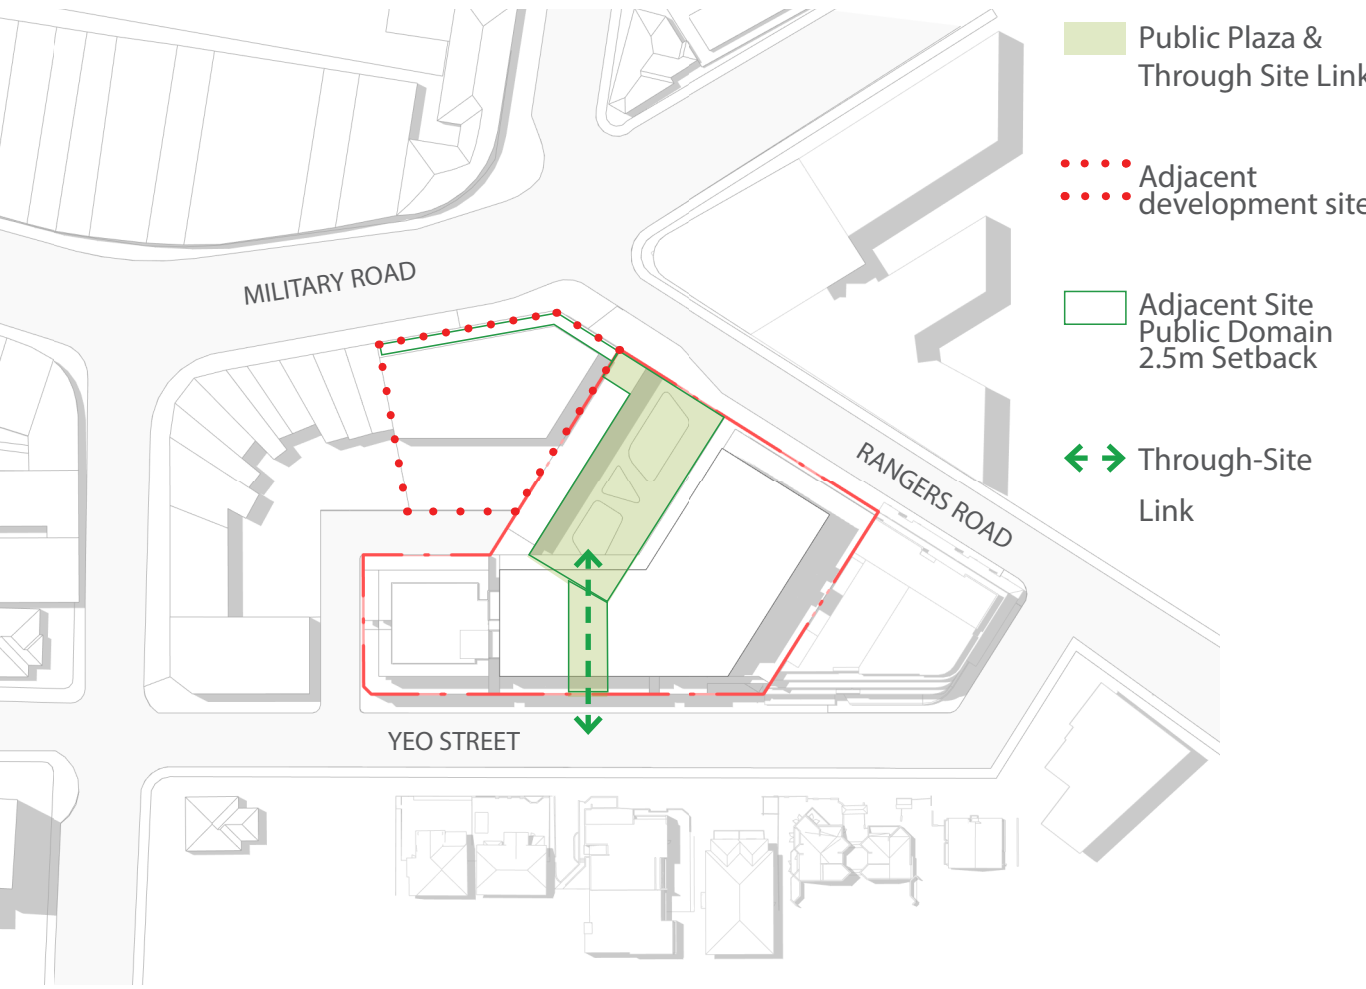 Public Plaza &
Through Site Link
Adjacent
development site
Adjacent Site
Public Domain
2.5m Setback
Through-Site
Link
MILITARY ROAD
RANGERS ROAD
YEO STREET